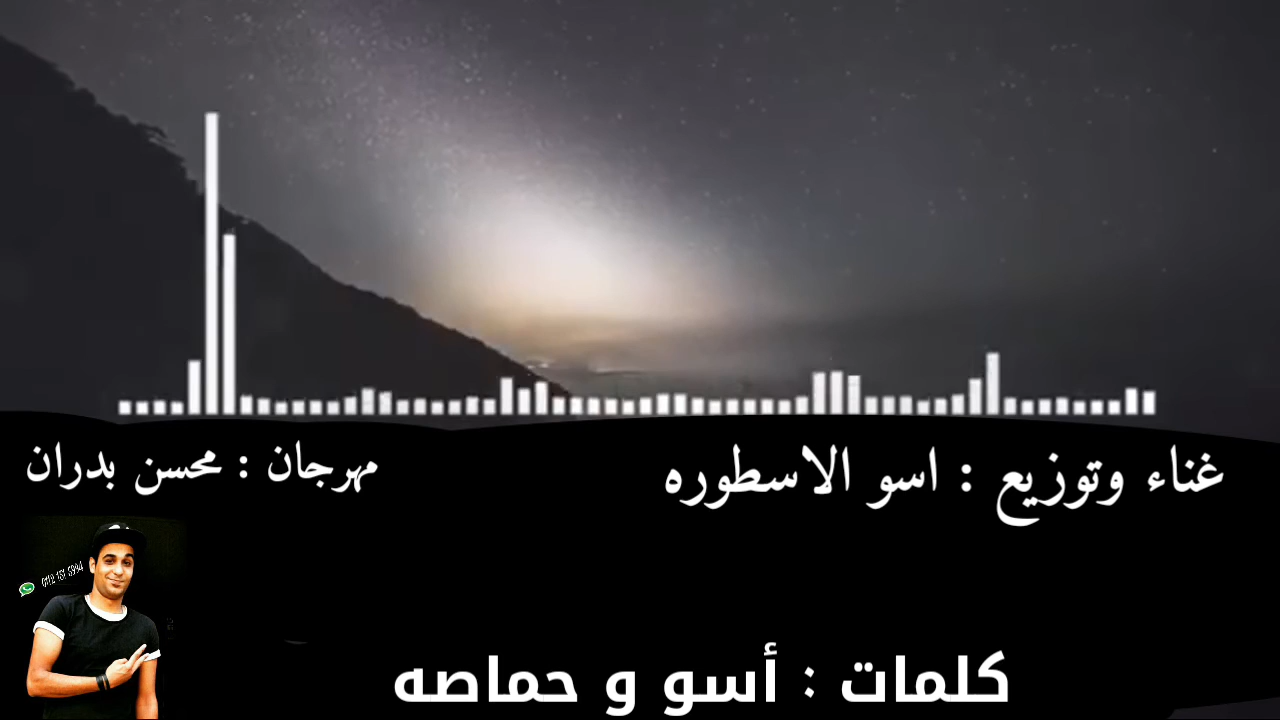 غناء وتوزيع : اسو الاسطوره
مهرجان : محسن بدران
كلمات : أسو و حماصه